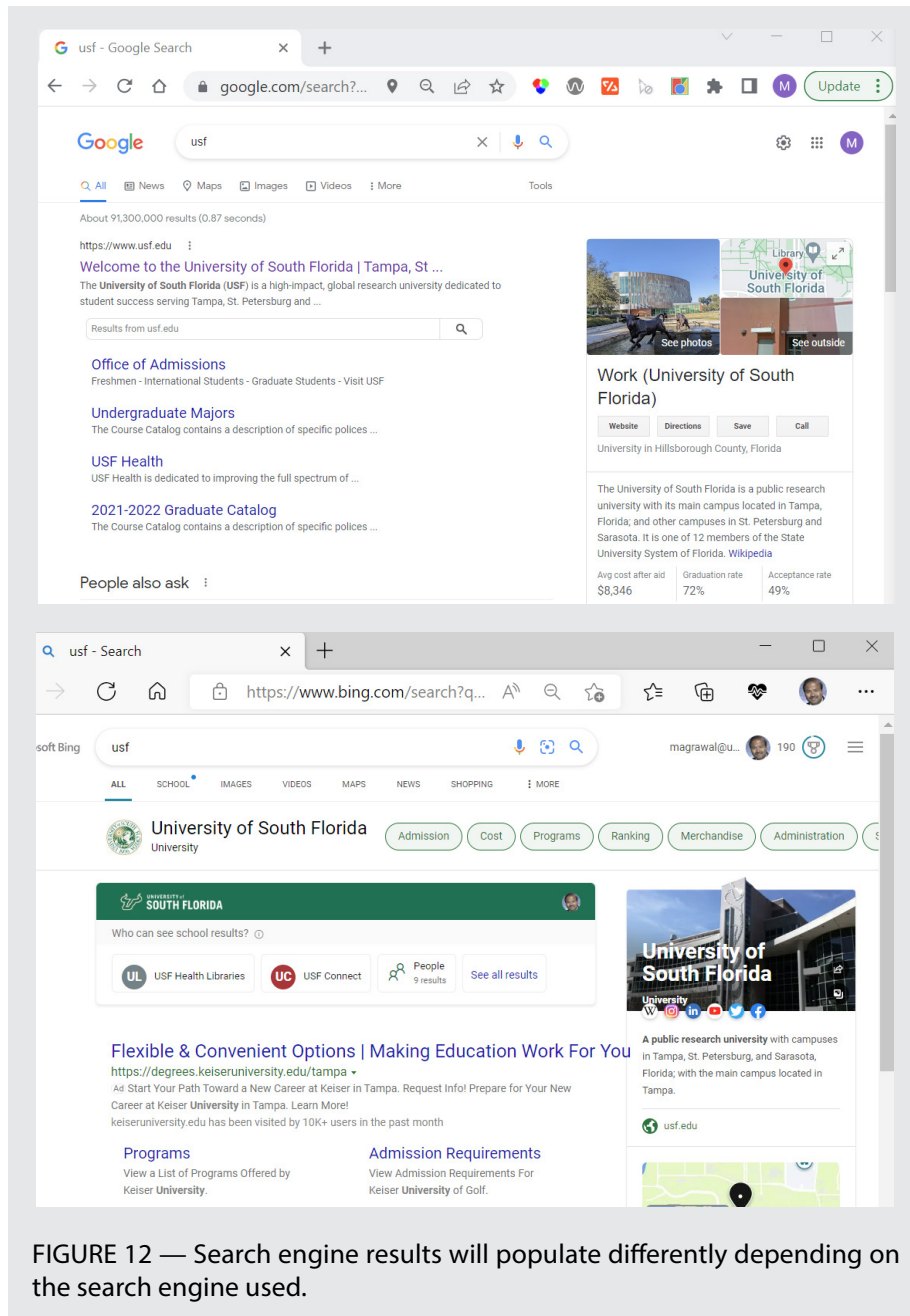 usf - Google Search
google.com/search?...
M
Update
Google
usf
M
All
News
Maps
Images
Videos
More
Tools
About 91,300,000 results (0.87 seconds)
https://www.usf.edu
Welcome to the University of South Florida | Tampa, St ...
The University of South Florida (USF) is a high-impact, global research university dedicated to
student success serving Tampa, St. Petersburg and ...
Results from usf.edu
Office of Admissions
Freshmen - International Students - Graduate Students - Visit USF
Undergraduate Majors
The Course Catalog contains a description of specific polices ...
USF Health
USF Health is dedicated to improving the full spectrum of ...
2021-2022 Graduate Catalog
The Course Catalog contains a description of specific polices ...
People also ask
Library
University of
South Florida
See photos
See outside
Work (University of South
Florida)
Website
Directions
Save
Call
University in Hillsborough County, Florida
The University of South Florida is a public research
university with its main campus located in Tampa,
Florida; and other campuses in St. Petersburg and
Sarasota. It is one of 12 members of the State
University System of Florida. Wikipedia
Avg cost after aid
$8,346
Graduation rate
72%
Acceptance rate
49%
usf - Search
https://www.bing.com/search?q...
osoft Bing
usf
magrawal@u...
190
ALL
SCHOOL
IMAGES
VIDEOS
MAPS
NEWS
SHOPPING
MORE
University of South Florida
University
Admission
Cost
Programs
Ranking
Merchandise
Administration
S
UNIVERSITY of
SOUTH FLORIDA
Who can see school results?
UL
USF Health Libraries
UC
USF Connect
People
9 results
See all results
Flexible & Convenient Options | Making Education Work For You
https://degrees.keiseruniversity.edu/tampa
Ad Start Your Path Toward a New Career at Keiser in Tampa. Request Info! Prepare for Your New
Career at Keiser University in Tampa. Learn More!
keiseruniversity.edu has been visited by 10K+ users in the past month
Programs
View a List of Programs Offered by
Keiser University.
Admission Requirements
View Admission Requirements For
Keiser University of Golf.
University of
South Florida
University
W
in
A public research university with campuses
in Tampa, St. Petersburg, and Sarasota,
Florida; with the main campus located in
Tampa.
usf.edu
FIGURE 12 — Search engine results will populate differently depending on
the search engine used.